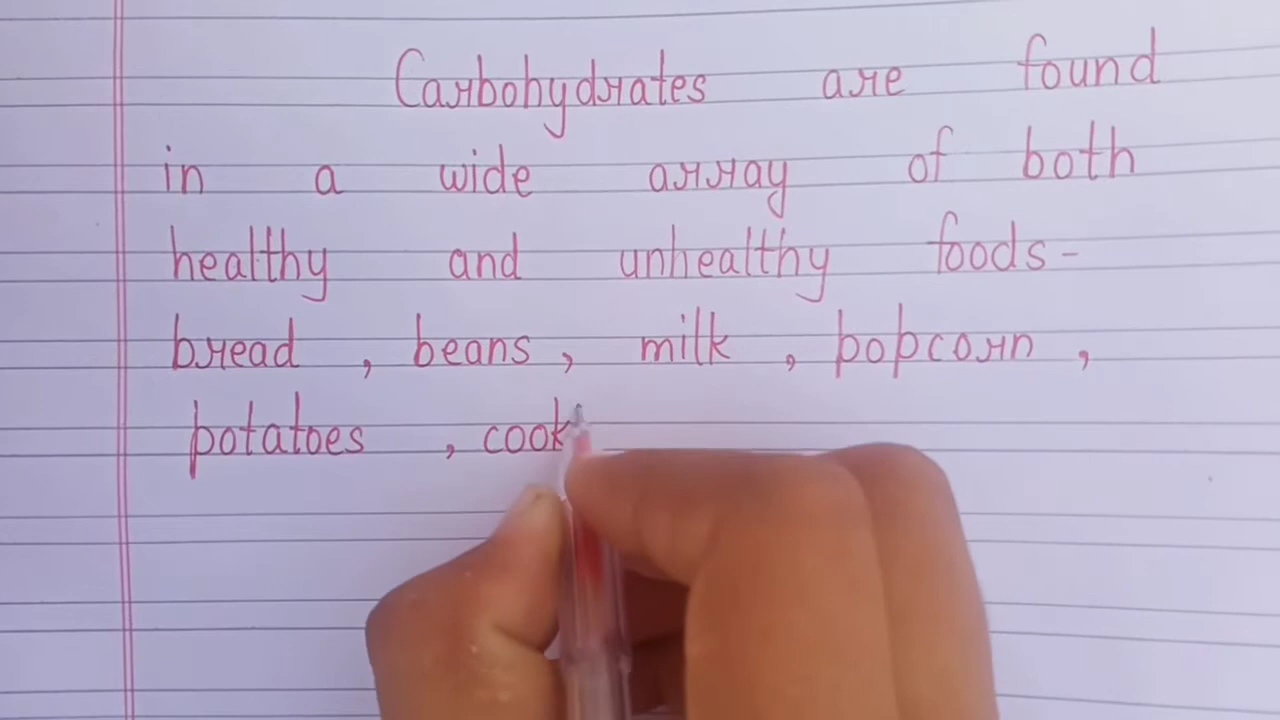 Carbohydrates are found
in a wide array of both
healthy and unhealthy foods-
bread , beans , milk , popcorn ,
potatoes , cook